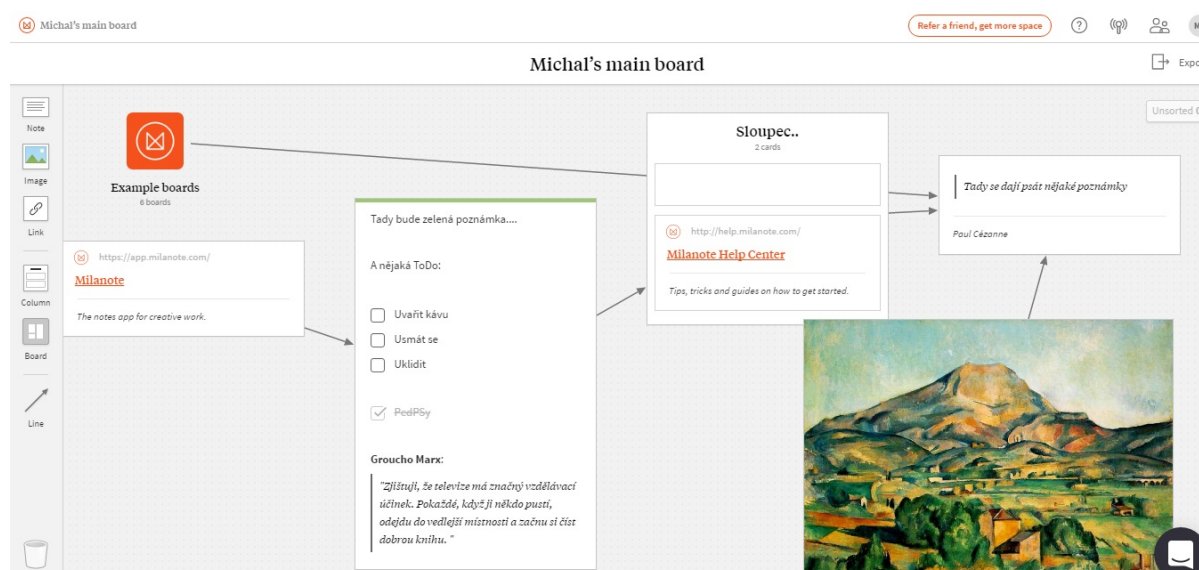 Michal's main board
Refer a friend, get more space
?
Michal's main board
Unsorted
Note
Image
Link
Column
Board
Line
Example boards
6 boards
https://app.milanote.com/
Milanote
The notes app for creative work.
Tady bude zelená poznámka....
A nějaká ToDo:
Uvařit kávu
Usmát se
Uklidit
PedPSy
Groucho Marx:
"Zjištuji, že televize má značný vzdělávací
účinek. Pokaždé, když ji někdo pustí,
odejdu do vedlejší místnosti a začnu si číst
dobrou knihu. "
Sloupec..
2 cards
http://help.milanote.com/
Milanote Help Center
Tips, tricks and guides on how to get started.
Tady se dají psát nějaké poznámky
Paul Cézanne